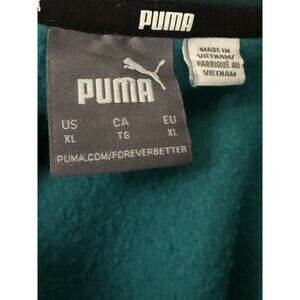 PUMA
MADE IN
VIETNAM/
FABRIQUÉ AU
VIETNAM
PUMA
US CA EU
XL TG XL
PUMA.COM/FOREVERBETTER